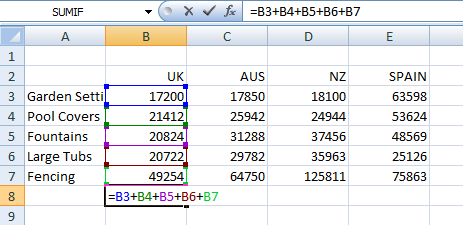 SUMIF =B3+B4+B5+B6+B7
A B C D E
1
2 UK AUS NZ SPAIN
3 Garden Setti 17200 17850 18100 63598
4 Pool Covers 21412 25942 24944 53624
5 Fountains 20824 31288 37456 48569
6 Large Tubs 20722 29782 35963 25126
7 Fencing 49254 64750 125811 75863
8 =B3+B4+B5+B6+B7
9